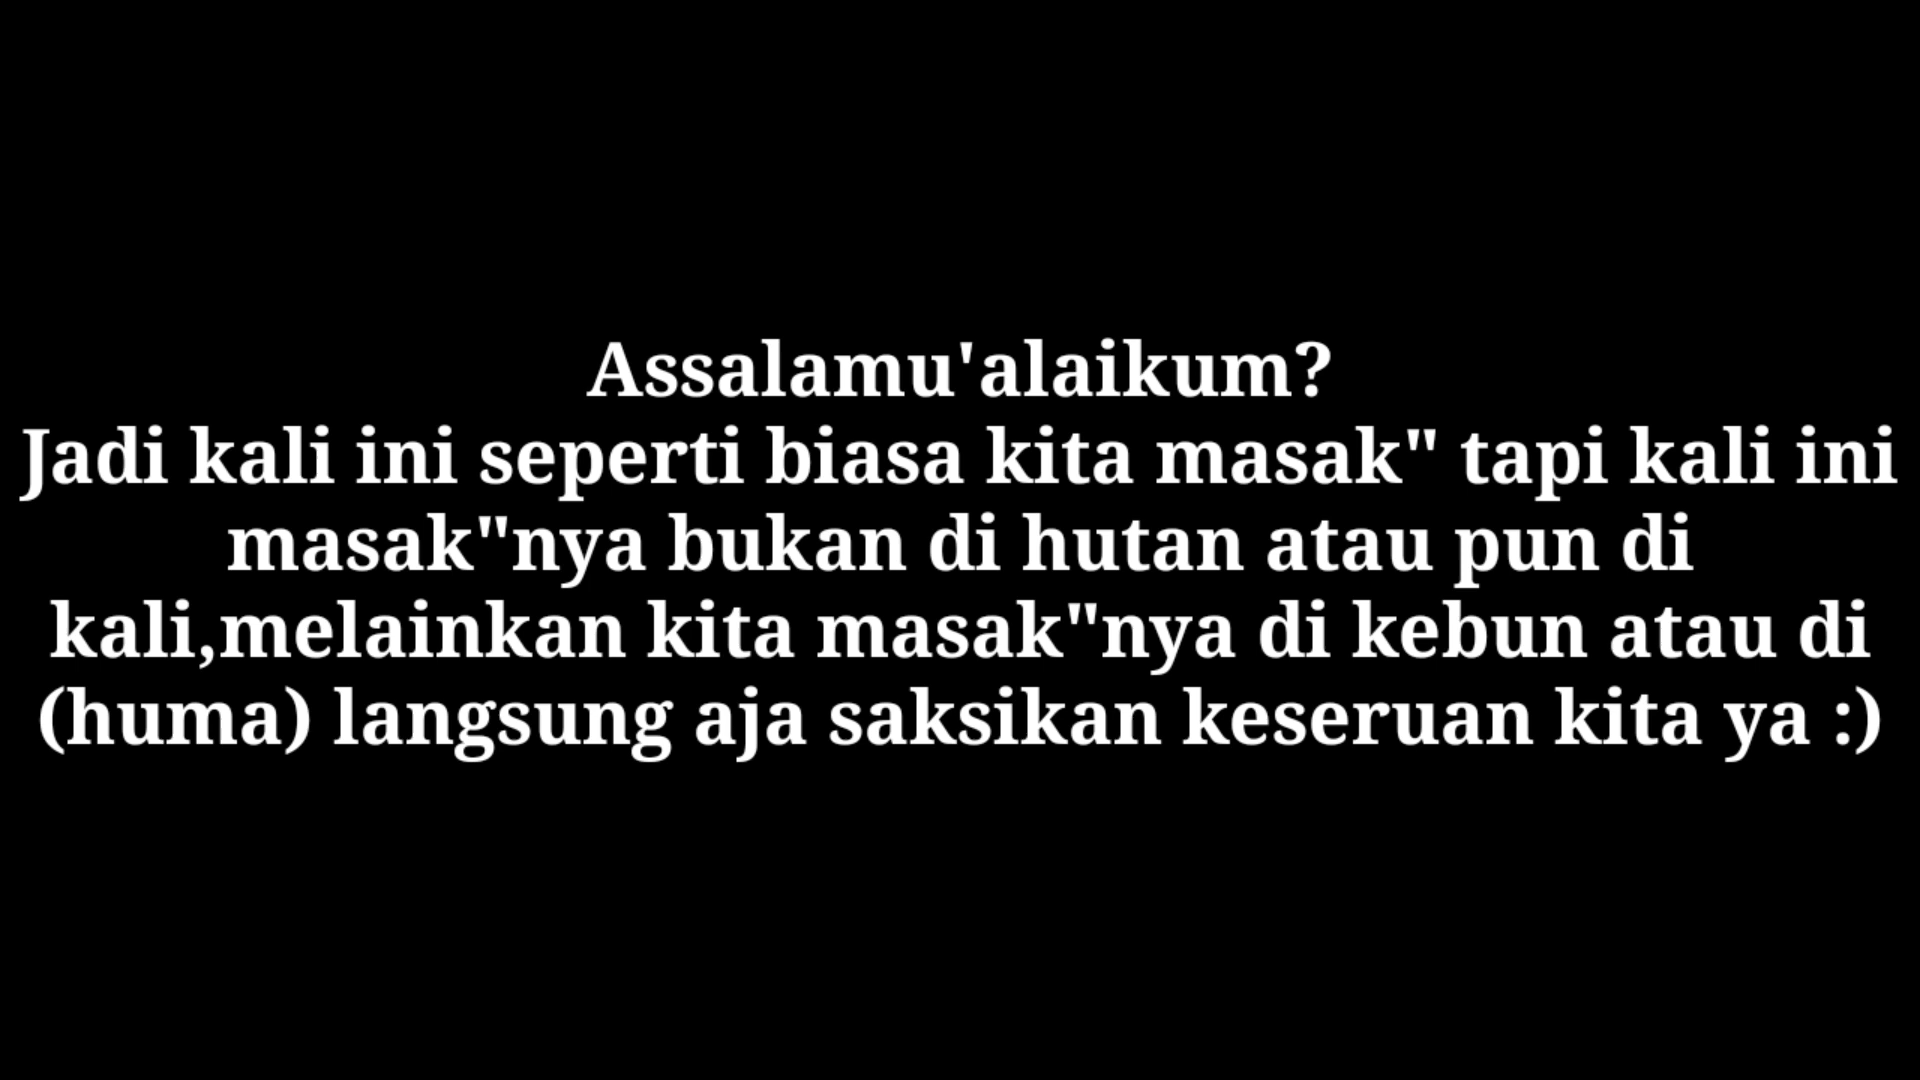 Assalamu'alaikum?
Jadi kali ini seperti biasa kita masak" tapi kali ini
masak"nya bukan di hutan atau pun di
kali,melainkan kita masak"nya di kebun atau di
(huma) langsung aja saksikan keseruan kita ya :)